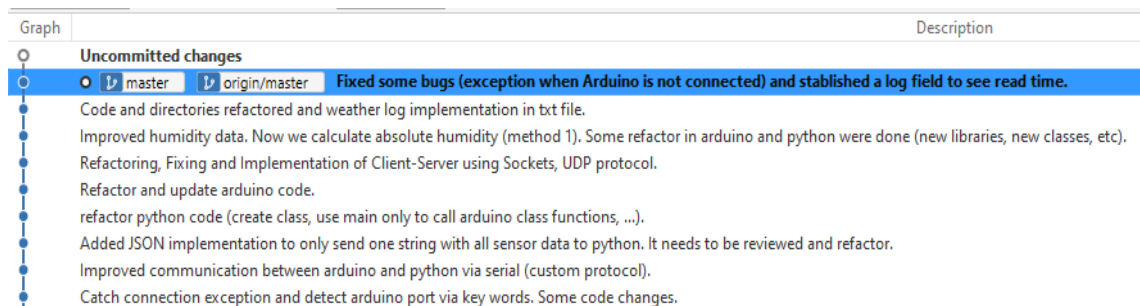 Graph Description
Uncommitted changes
master origin/master Fixed some bugs (exception when Arduino is not connected) and stablished a log field to see read time.
Code and directories refactored and weather log implementation in txt file.
Improved humidity data. Now we calculate absolute humidity (method 1). Some refactor in arduino and python were done (new libraries, new classes, etc).
Refactoring, Fixing and Implementation of Client-Server using Sockets, UDP protocol.
Refactor and update arduino code.
refactor python code (create class, use main only to call arduino class functions, ...).
Added JSON implementation to only send one string with all sensor data to python. It needs to be reviewed and refactor.
Improved communication between arduino and python via serial (custom protocol).
Catch connection exception and detect arduino port via key words. Some code changes.